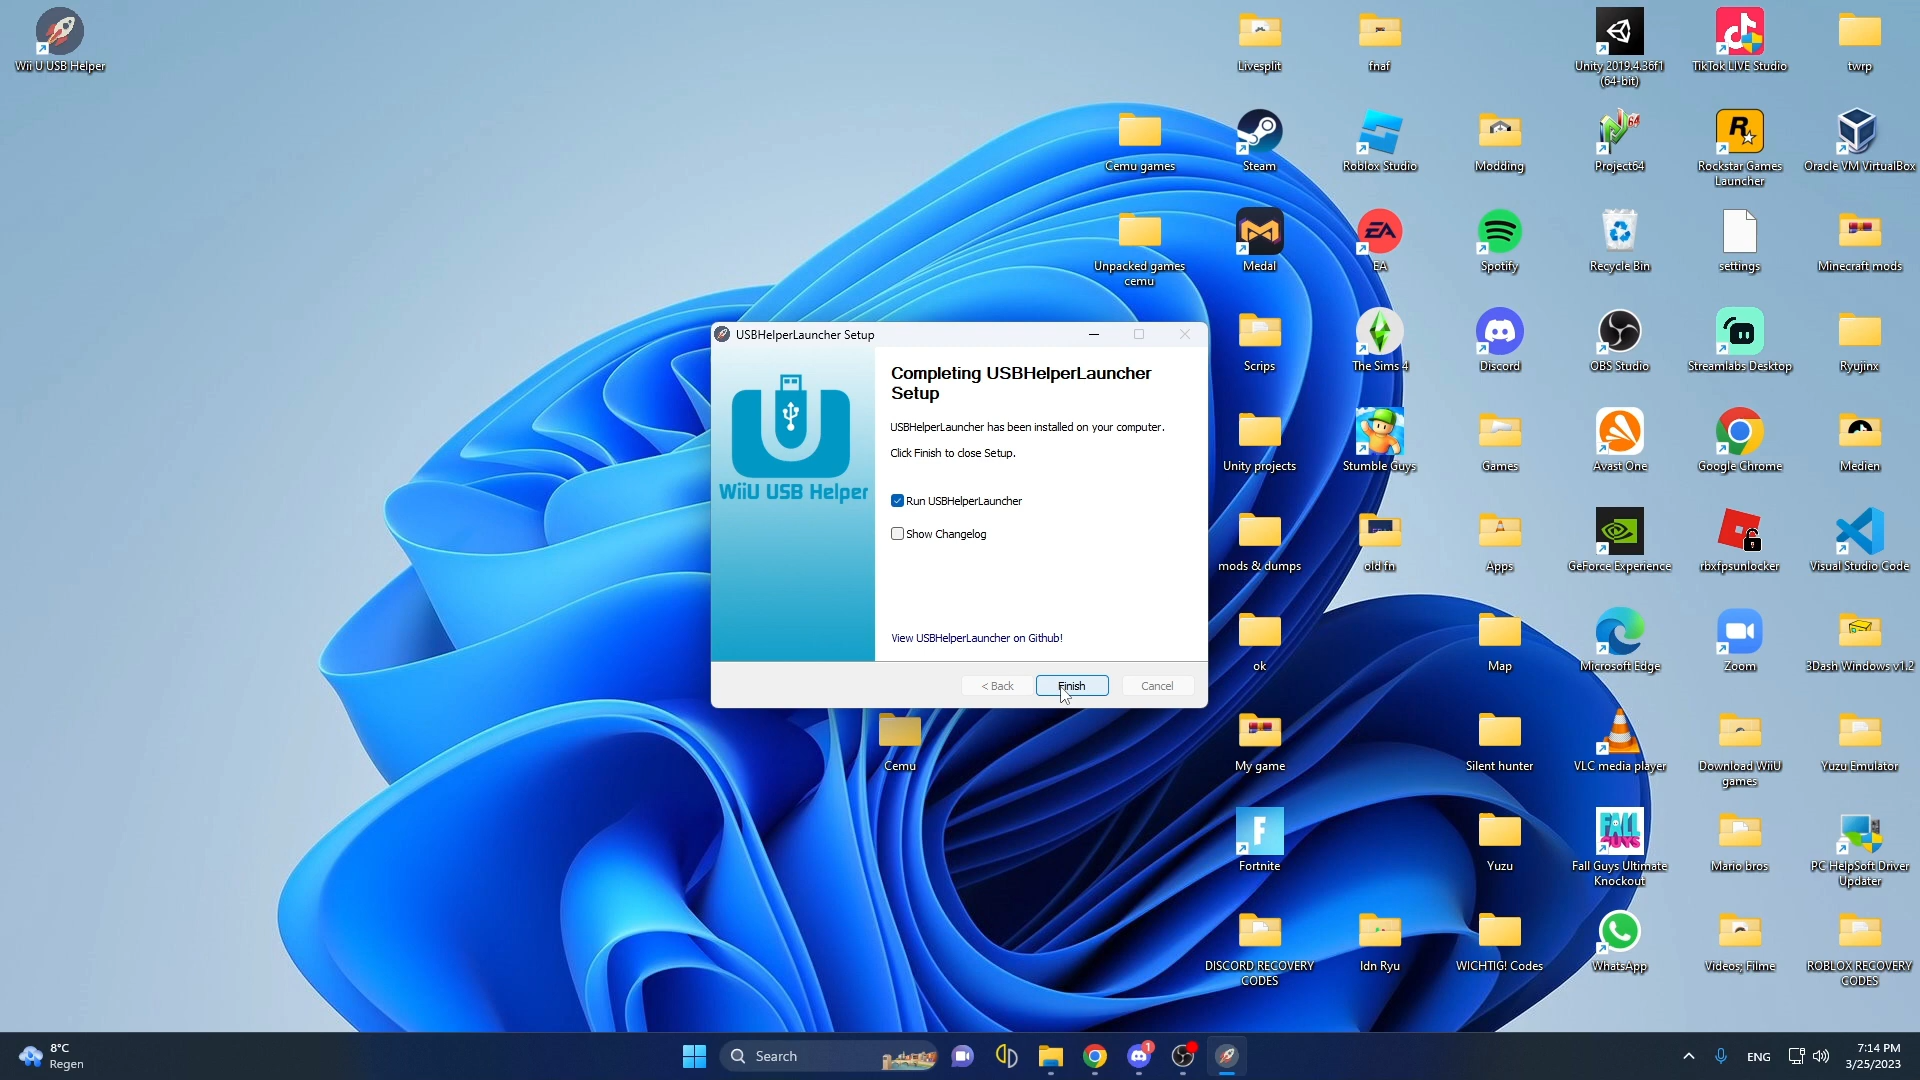 Wii U USB Helper
Livesplit
fnaf
Unity 2019.4.36f1
(64-bit)
TikTok LIVE Studio
twrp
Cemu games
Steam
Roblox Studio
Modding
64
Project64
R
Rockstar Games
Launcher
Oracle VM VirtualBox
Unpacked games
cemu
Medal
EA
EA
Spotify
Recycle Bin
settings
Minecraft mods
Scrips
The Sims 4
Discord
OBS Studio
Streamlabs Desktop
Ryujinx
Unity projects
Stumble Guys
Games
Avast One
Google Chrome
Medien
mods & dumps
old fn
Apps
GeForce Experience
rbxfpsunlocker
Visual Studio Code
ok
Map
Microsoft Edge
Zoom
3Dash Windows v1.2
Cemu
My game
Silent hunter
VLC media player
Download WiiU
games
Yuzu Emulator
F
Fortnite
Yuzu
FALL
GUYS
Fall Guys Ultimate
Knockout
Mario bros
PC HelpSoft Driver
Updater
DISCORD RECOVERY
CODES
ldn Ryu
WICHTIG! Codes
WhatsApp
Videos; Filme
ROBLOX RECOVERY
CODES
USBHelperLauncher Setup
WiiU USB Helper
Completing USBHelperLauncher
Setup
USBHelperLauncher has been installed on your computer.
Click Finish to close Setup.
Run USBHelperLauncher
Show Changelog
View USBHelperLauncher on Github!
< Back
Finish
Cancel
8°C
Regen
Search
1
ENG
7:14 PM
3/25/2023